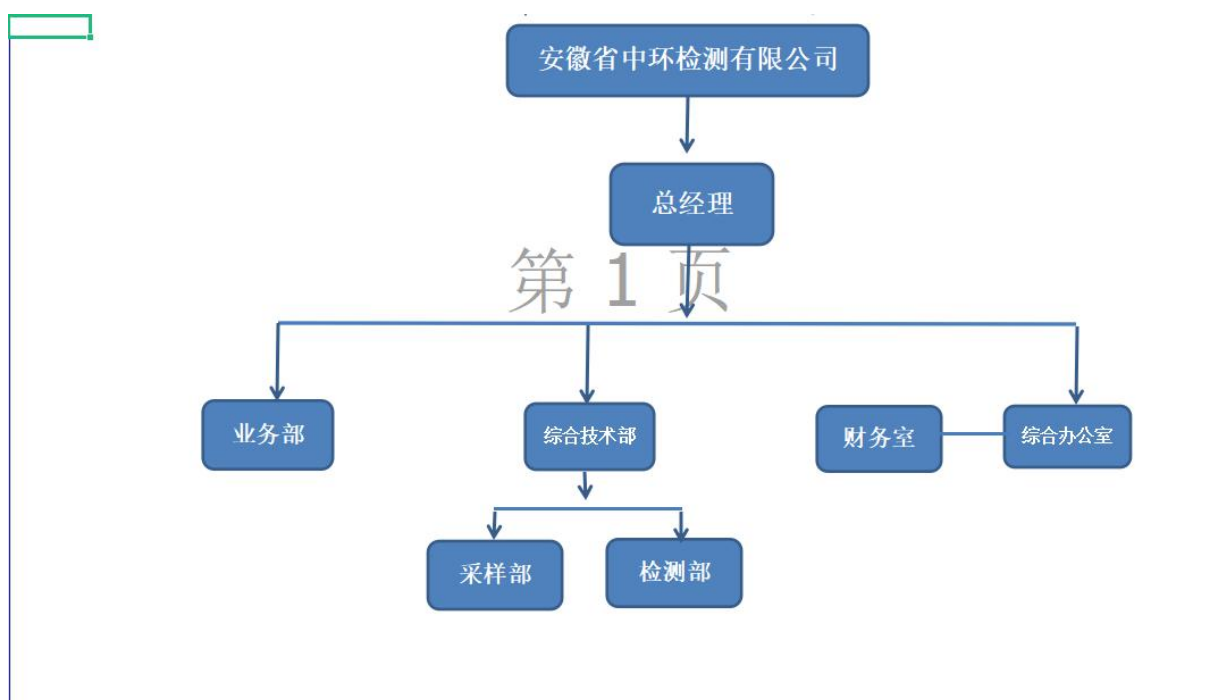 安徽省中环检测有限公司
总经理
第 1 页
业务部
综合技术部
财务室
综合办公室
采样部
检测部